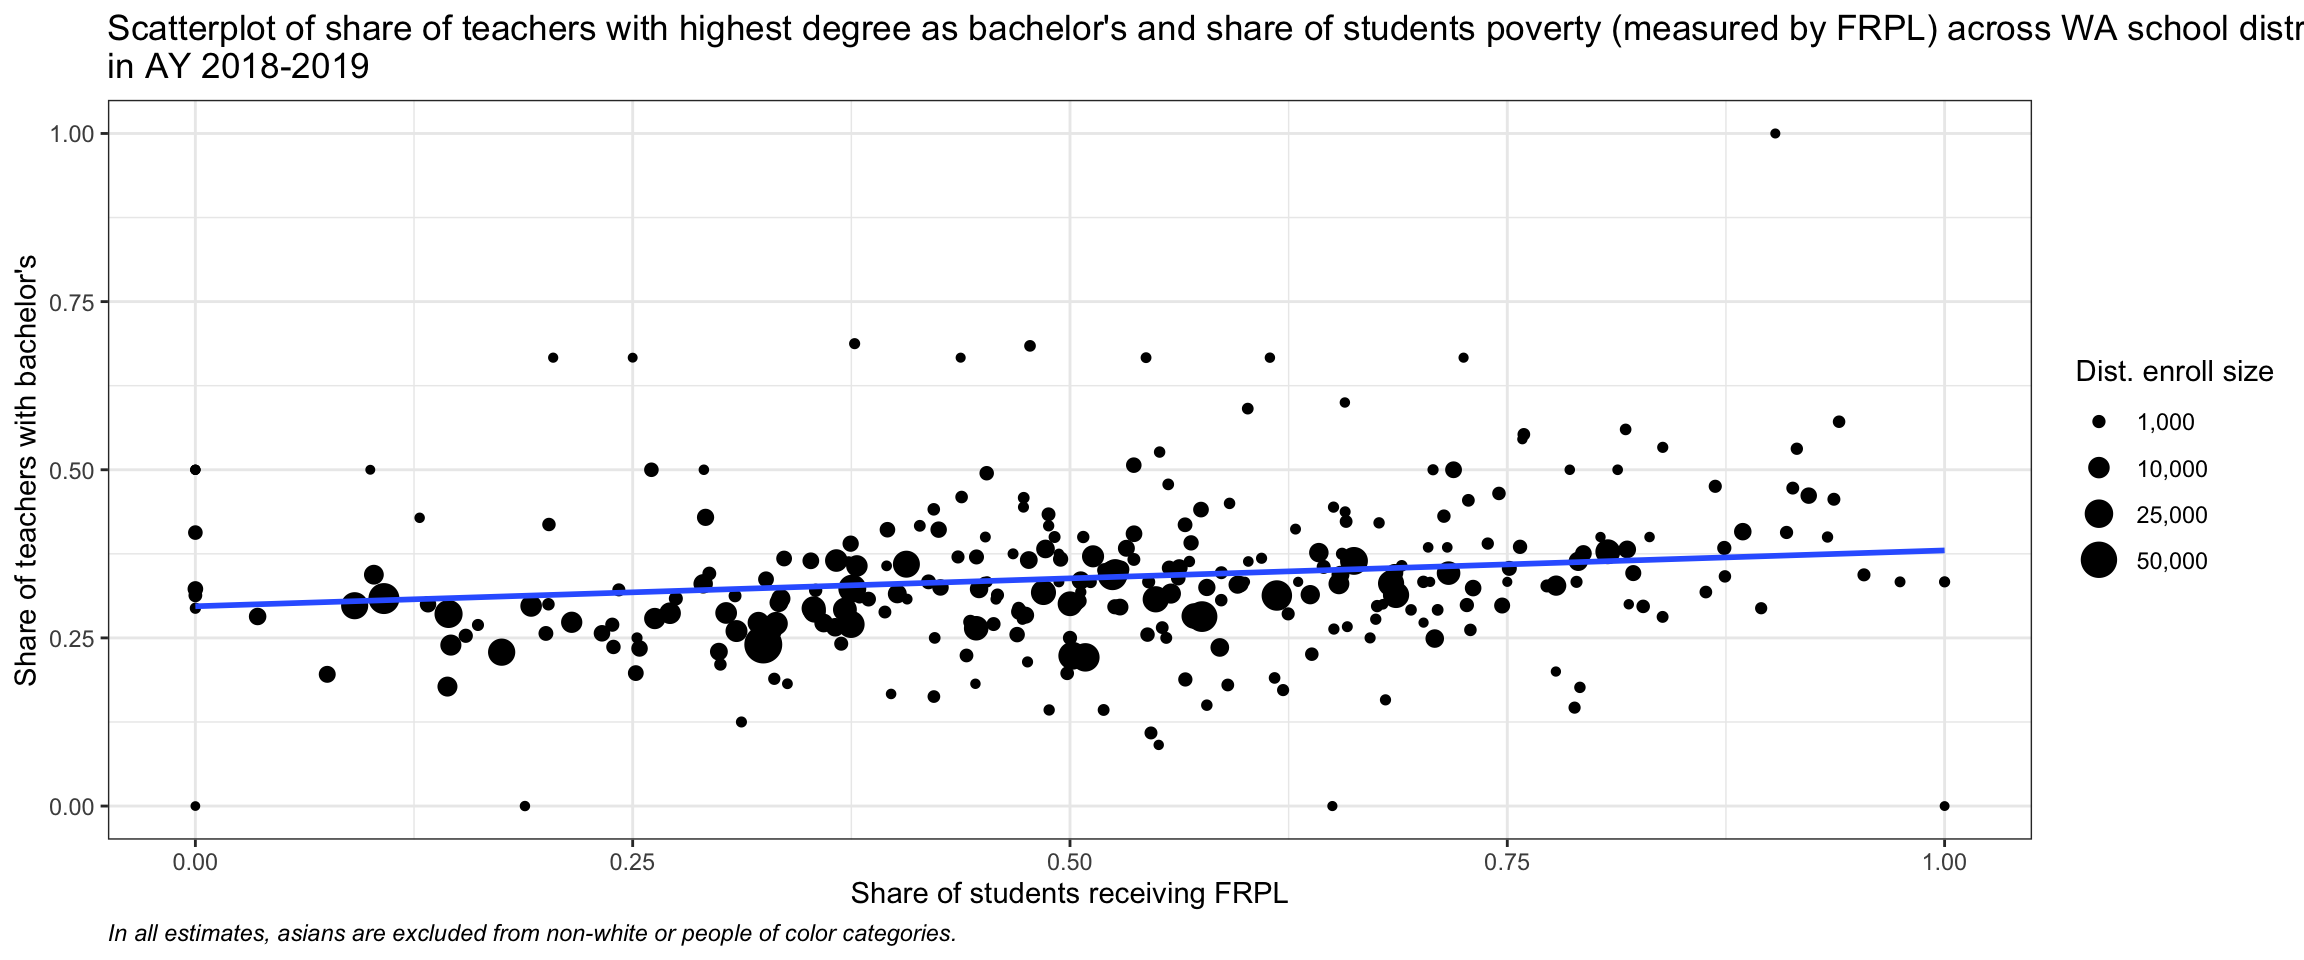 Scatterplot of share of teachers with highest degree as bachelor's and share of students poverty (measured by FRPL) across WA school distr
in AY 2018-2019
1.00
0.75
0.50
0.25
0.00
Share of teachers with bachelor's
0.00 0.25 0.50 0.75 1.00
Share of students receiving FRPL
In all estimates, asians are excluded from non-white or people of color categories.
Dist. enroll size
1,000
10,000
25,000
50,000